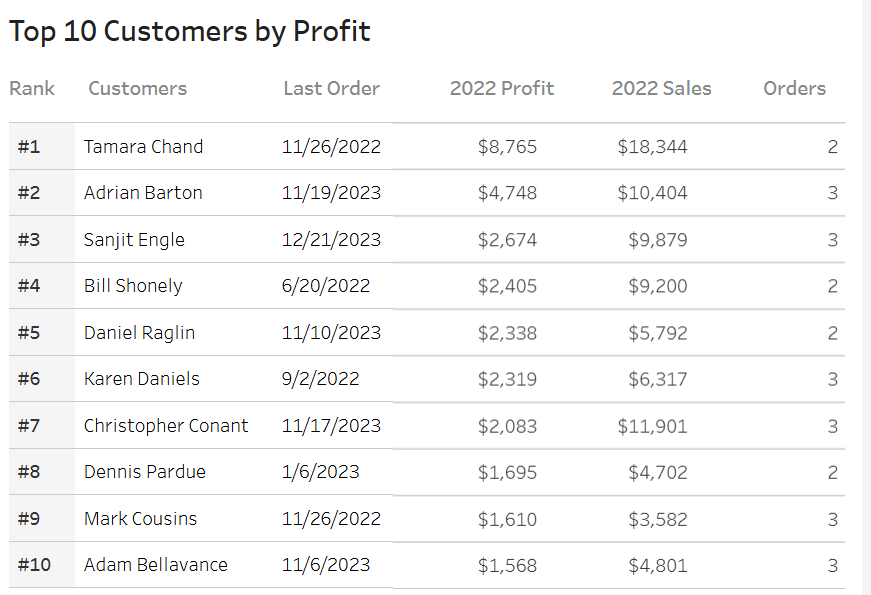 Top 10 Customers by Profit
Rank Customers Last Order 2022 Profit 2022 Sales Orders
#1 Tamara Chand 11/26/2022 $8,765 $18,344 2
#2 Adrian Barton 11/19/2023 $4,748 $10,404 3
#3 Sanjit Engle 12/21/2023 $2,674 $9,879 3
#4 Bill Shonely 6/20/2022 $2,405 $9,200 2
#5 Daniel Raglin 11/10/2023 $2,338 $5,792 2
#6 Karen Daniels 9/2/2022 $2,319 $6,317 3
#7 Christopher Conant 11/17/2023 $2,083 $11,901 3
#8 Dennis Pardue 1/6/2023 $1,695 $4,702 2
#9 Mark Cousins 11/26/2022 $1,610 $3,582 3
#10 Adam Bellavance 11/6/2023 $1,568 $4,801 3